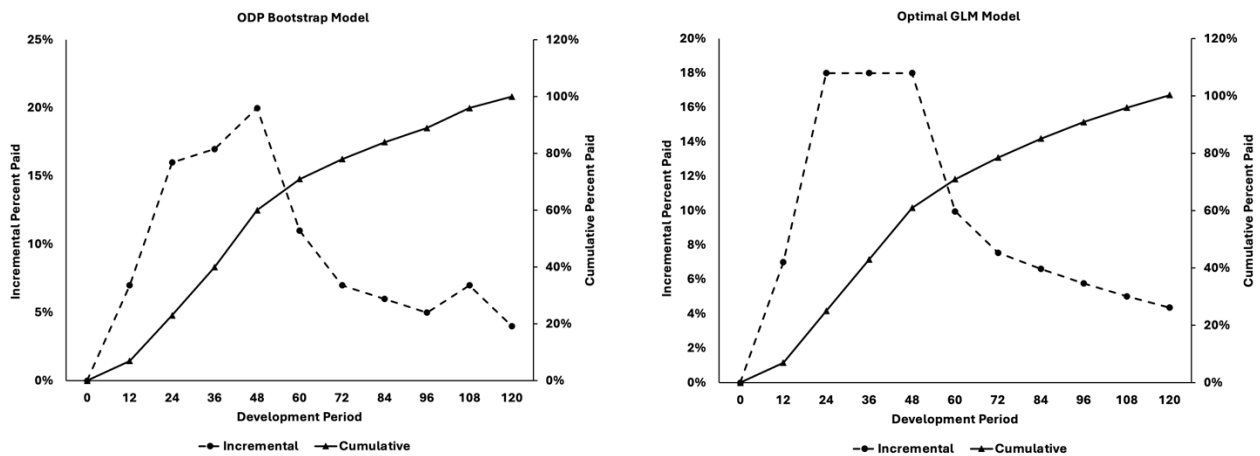 ODP Bootstrap Model
25%
20%
15%
10%
5%
0%
Incremental Percent Paid
120%
100%
80%
60%
40%
20%
0%
Cumulative Percent Paid
0 12 24 36 48 60 72 84 96 108 120
Development Period
Incremental Cumulative
Optimal GLM Model
20%
18%
16%
14%
12%
10%
8%
6%
4%
2%
0%
Incremental Percent Paid
120%
100%
80%
60%
40%
20%
0%
Cumulative Percent Paid
0 12 24 36 48 60 72 84 96 108 120
Development Period
Incremental Cumulative